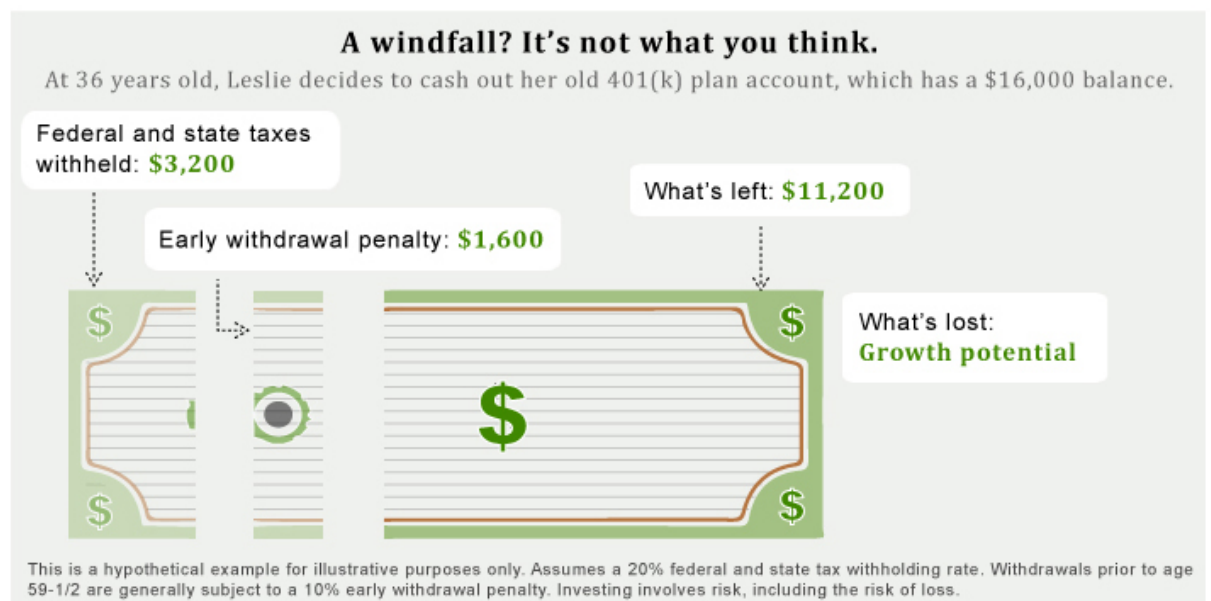 A windfall? It's not what you think.
At 36 years old, Leslie decides to cash out her old 401(k) plan account, which has a $16,000 balance.
Federal and state taxes
withheld: $3,200
What's left: $11,200
Early withdrawal penalty: $1,600
What's lost:
Growth potential
$
$
$
$
$
This is a hypothetical example for illustrative purposes only. Assumes a 20% federal and state tax withholding rate. Withdrawals prior to age
59-1/2 are generally subject to a 10% early withdrawal penalty. Investing involves risk, including the risk of loss.